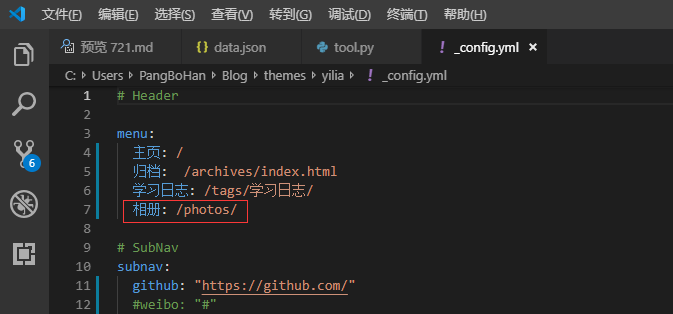 文件(F) 编辑(E) 选择(S) 查看(V) 转到(G) 调试(D) 终端(T) 帮助(H)
预览 721.md data.json tool.py ! _config.yml ×
C: > Users > PangBoHan > Blog > themes > yilia > ! _config.yml
1 # Header
2
3 menu:
4 主页: /
5 归档:  /archives/index.html
6 学习日志: /tags/学习日志/
7 相册: /photos/
8
9 # SubNav
10 subnav:
11 github: "https://github.com/"
12 #weibo: "#"
6